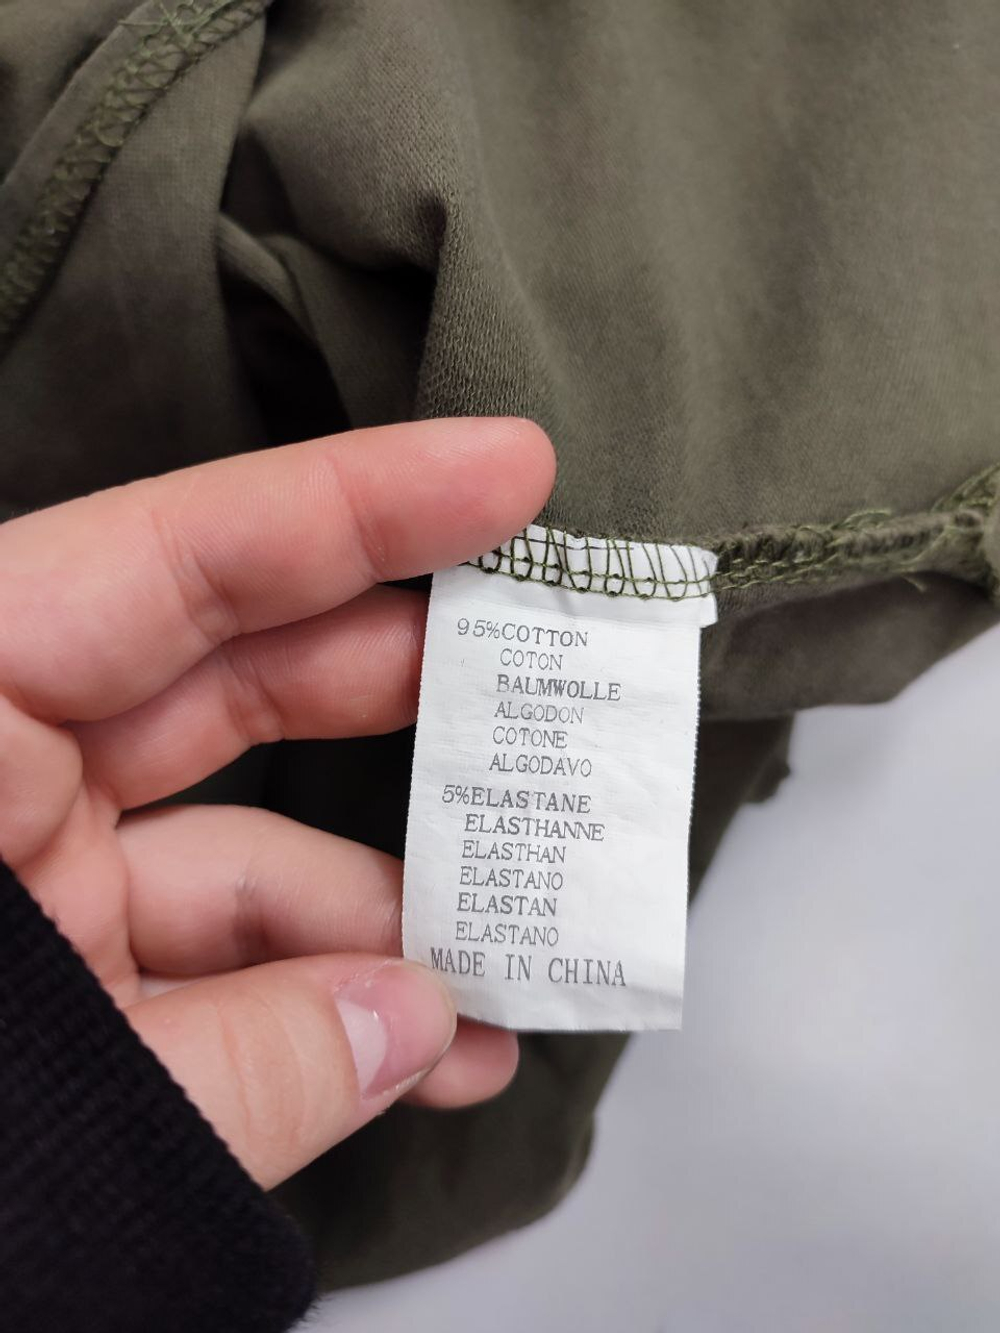 95%COTTON
COTON
BAUMWOLLE
ALGODON
COTONE
ALGODAVO
5%ELASTANE
ELASTHANNE
ELASTHAN
ELASTANO
ELASTAN
ELASTANO
MADE IN CHINA